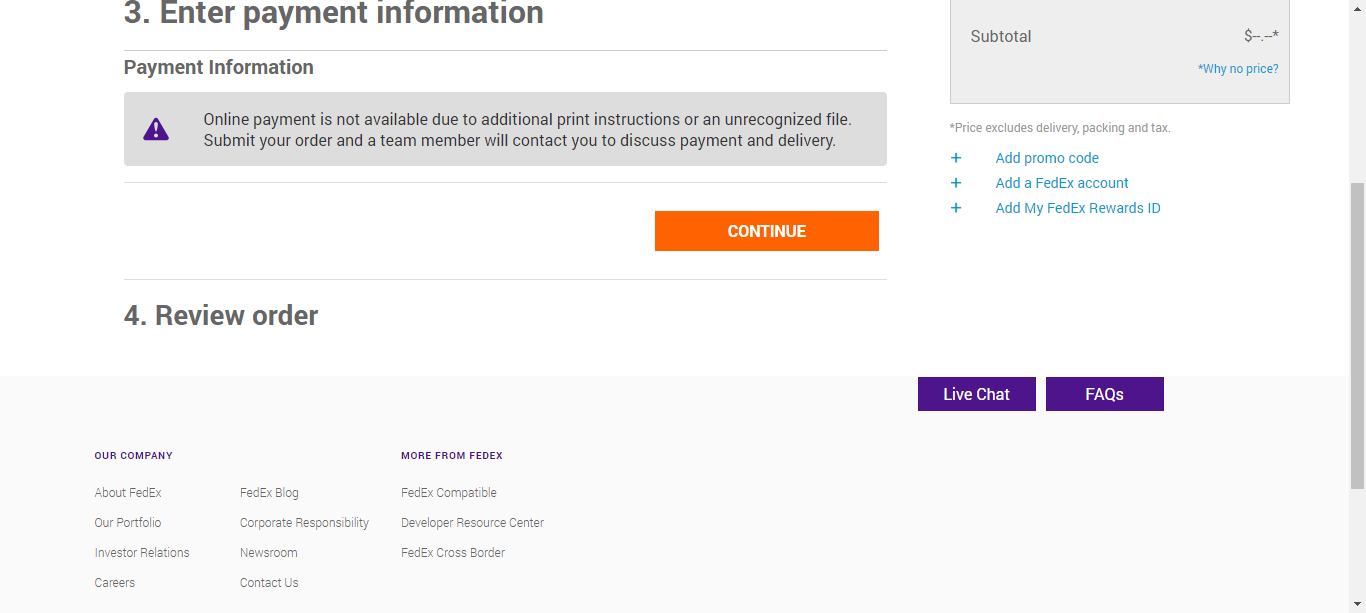 3. Enter payment information
Payment Information
Online payment is not available due to additional print instructions or an unrecognized file.
Submit your order and a team member will contact you to discuss payment and delivery.
CONTINUE
4. Review order
Subtotal $--.--*
*Why no price?
*Price excludes delivery, packing and tax.
+ Add promo code
+ Add a FedEx account
+ Add My FedEx Rewards ID
Live Chat FAQs
OUR COMPANY
About FedEx
Our Portfolio
Investor Relations
Careers
FedEx Blog
Corporate Responsibility
Newsroom
Contact Us
MORE FROM FEDEX
FedEx Compatible
Developer Resource Center
FedEx Cross Border